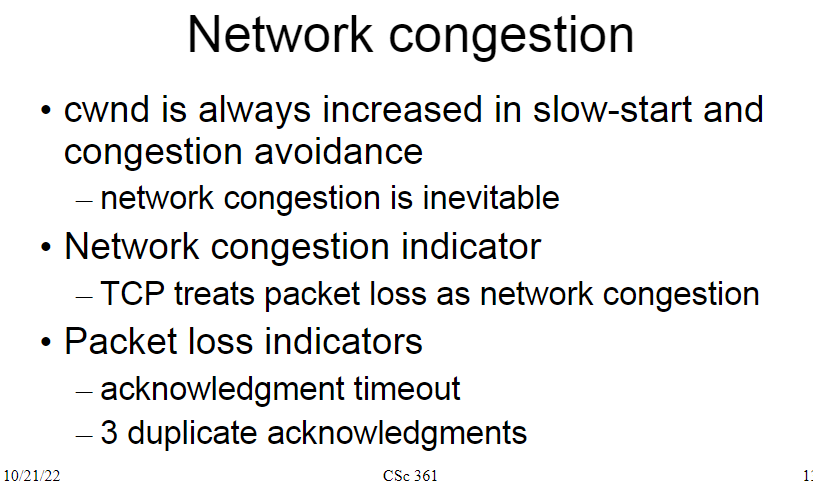 Network congestion
• cwnd is always increased in slow-start and
congestion avoidance
– network congestion is inevitable
• Network congestion indicator
– TCP treats packet loss as network congestion
• Packet loss indicators
– acknowledgment timeout
– 3 duplicate acknowledgments
10/21/22 CSc 361